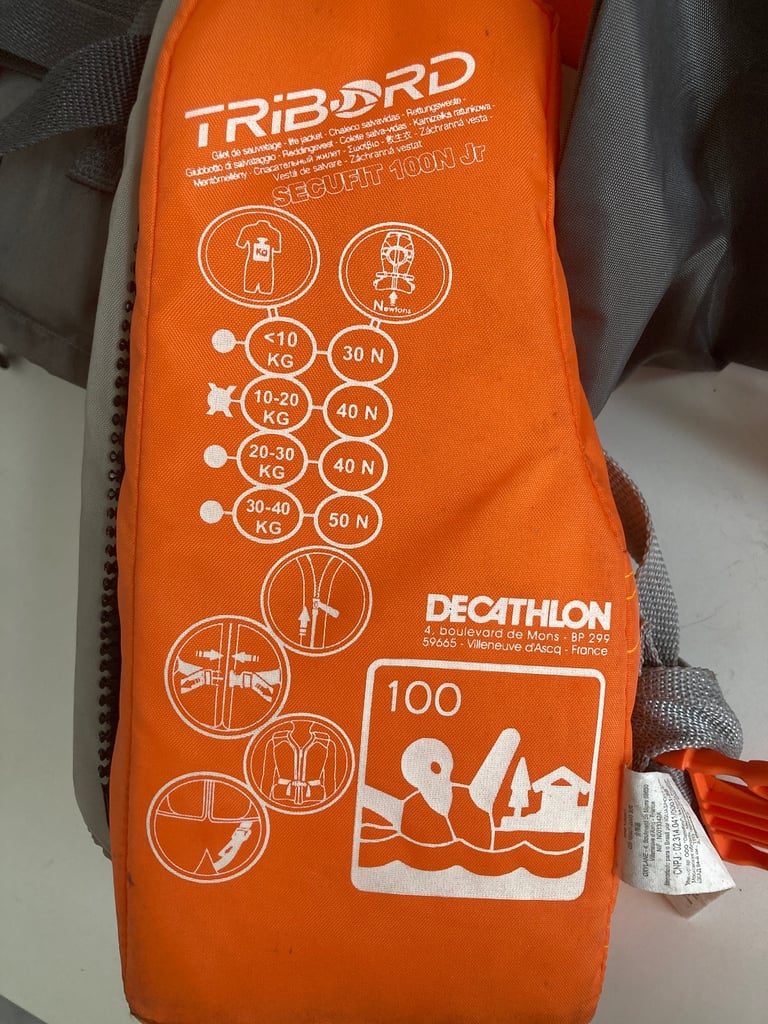 TRIBORD
Gilet de sauvetage - life jacket - Chaleco salvavidas - Rettungsweste -
Giubbotto di salvataggio - Reddingsvest - Colete salva-vidas - Kamizelka ratunkowa -
Mentőmellény - Спасательный жилет - Σωσίβιο - 救生衣 - Záchranná vesta -
Vestă de salvare - Záchranná vestať
SECUFIT 100N Jr
KG
Newtons
<10 KG
30 N
10-20 KG
40 N
20-30 KG
40 N
30-40 KG
50 N
DECATHLON
4, boulevard de Mons - BP 299
59665 - Villeneuve d'Ascq - France
100